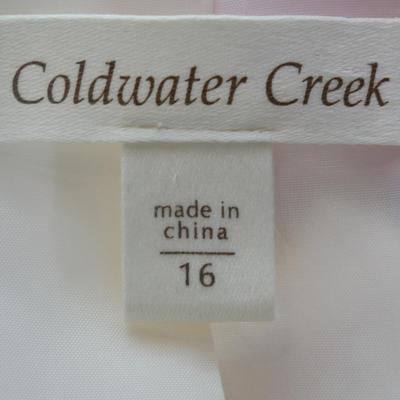 Coldwater Creek
made in
china
16